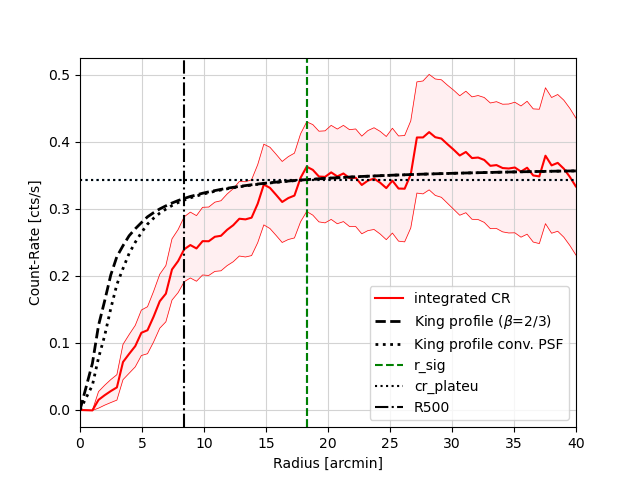 0.5
0.4
0.3
0.2
0.1
0.0
Count-Rate [cts/s]
integrated CR
King profile (β=2/3)
King profile conv. PSF
r_sig
cr_plateu
R500
0 5 10 15 20 25 30 35 40
Radius [arcmin]